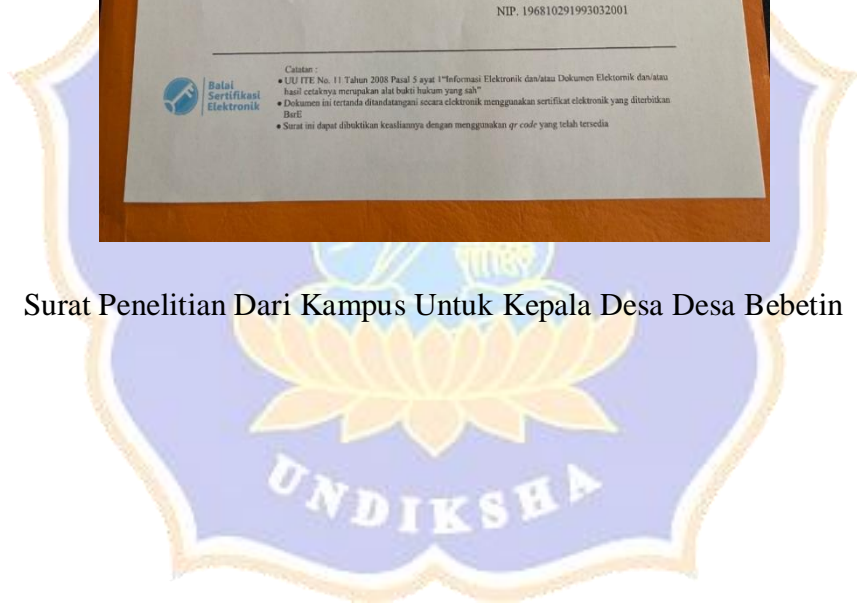 NIP. 196810291993032001
Catatan :
• UU ITE No. 11 Tahun 2008 Pasal 5 ayat 1"Informasi Elektronik dan/atau Dokumen Elektornik dan/atau
hasil cetaknya merupakan alat bukti hukum yang sah"
• Dokumen ini tertanda ditandatangani secara elektronik menggunakan sertifikat elektronik yang diterbitkan
BsrE
• Surat ini dapat dibuktikan keasliannya dengan menggunakan qr code yang telah tersedia
Balai
Sertifikasi
Elektronik
Surat Penelitian Dari Kampus Untuk Kepala Desa Desa Bebetin
UNDIKSHA